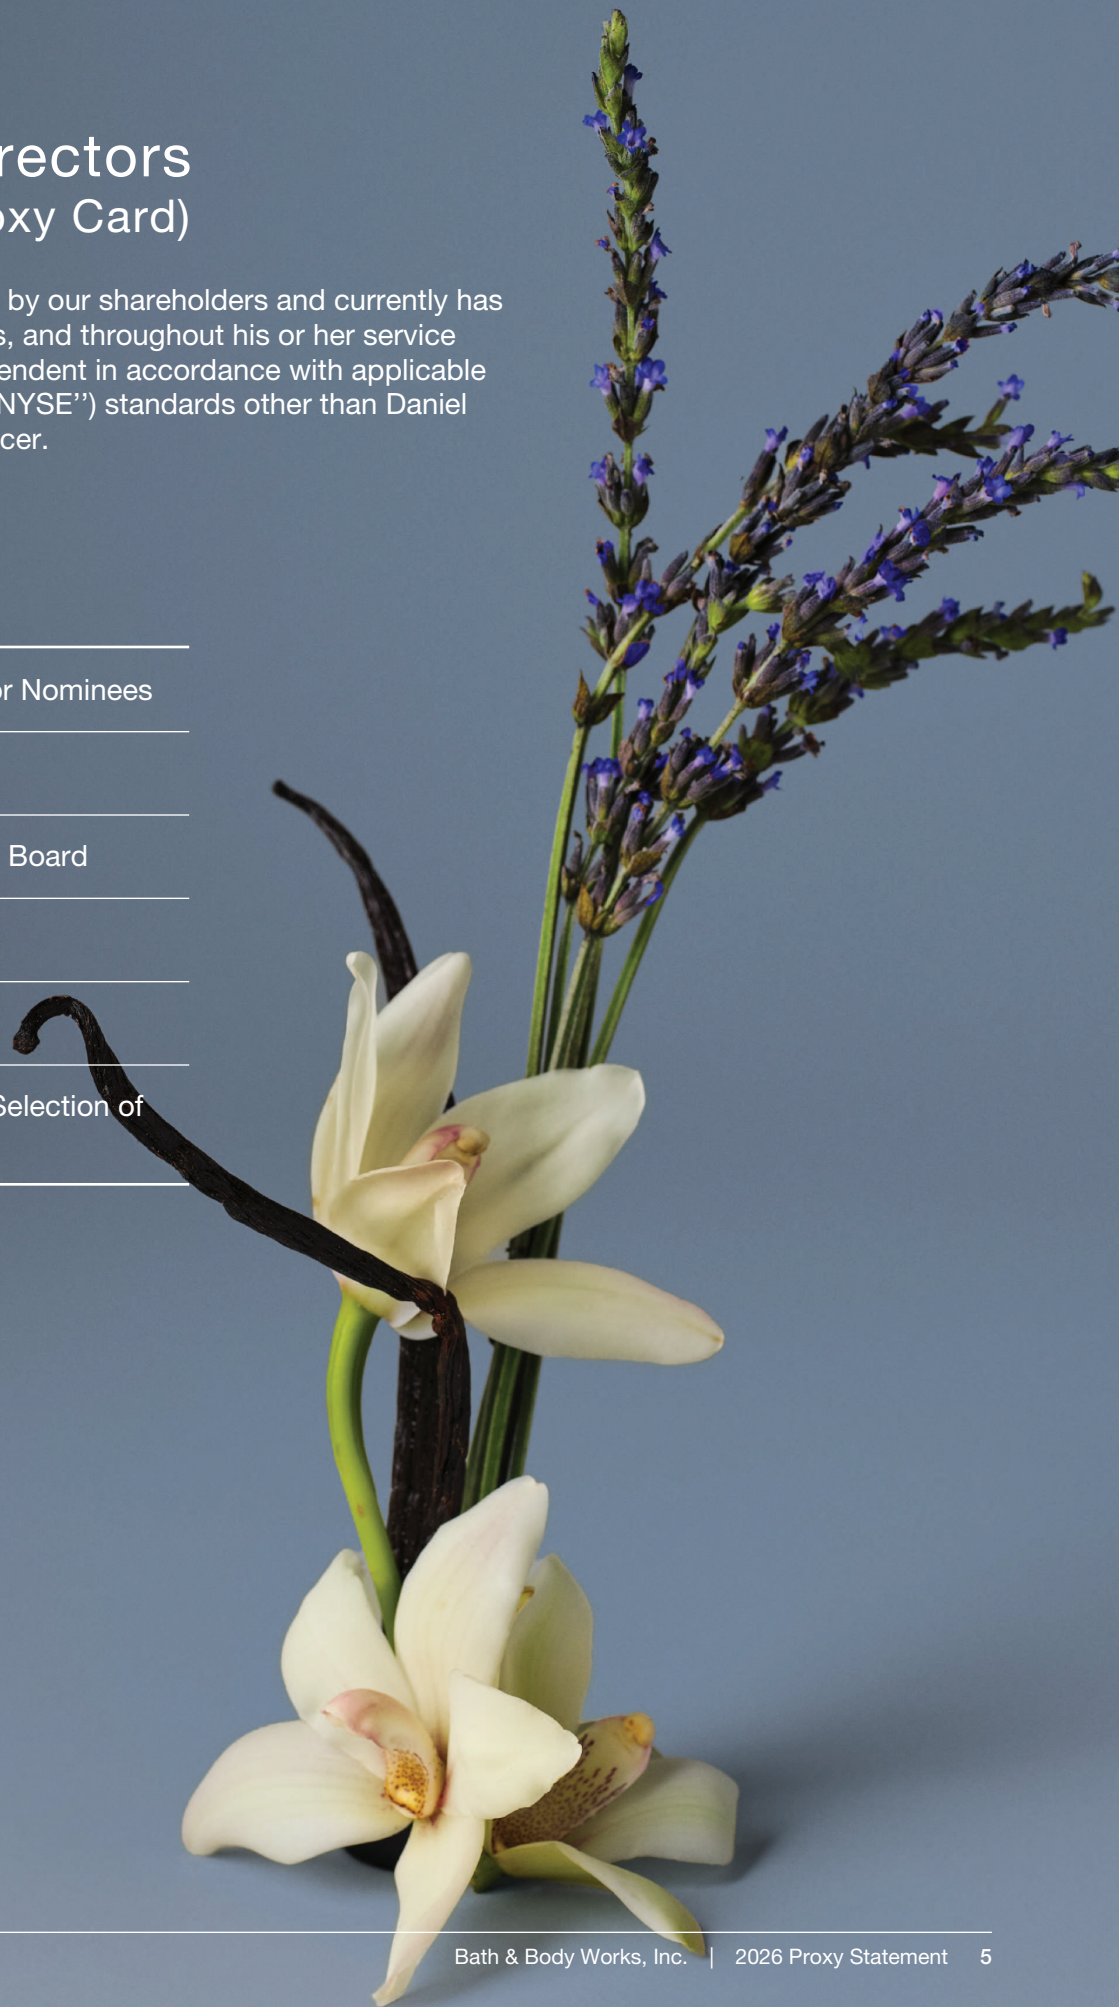 rectors
oxy Card)
by our shareholders and currently has
s, and throughout his or her service
endent in accordance with applicable
NYSE’’) standards other than Daniel
cer.
or Nominees
Board
Selection of
Bath & Body Works, Inc. | 2026 Proxy Statement 5